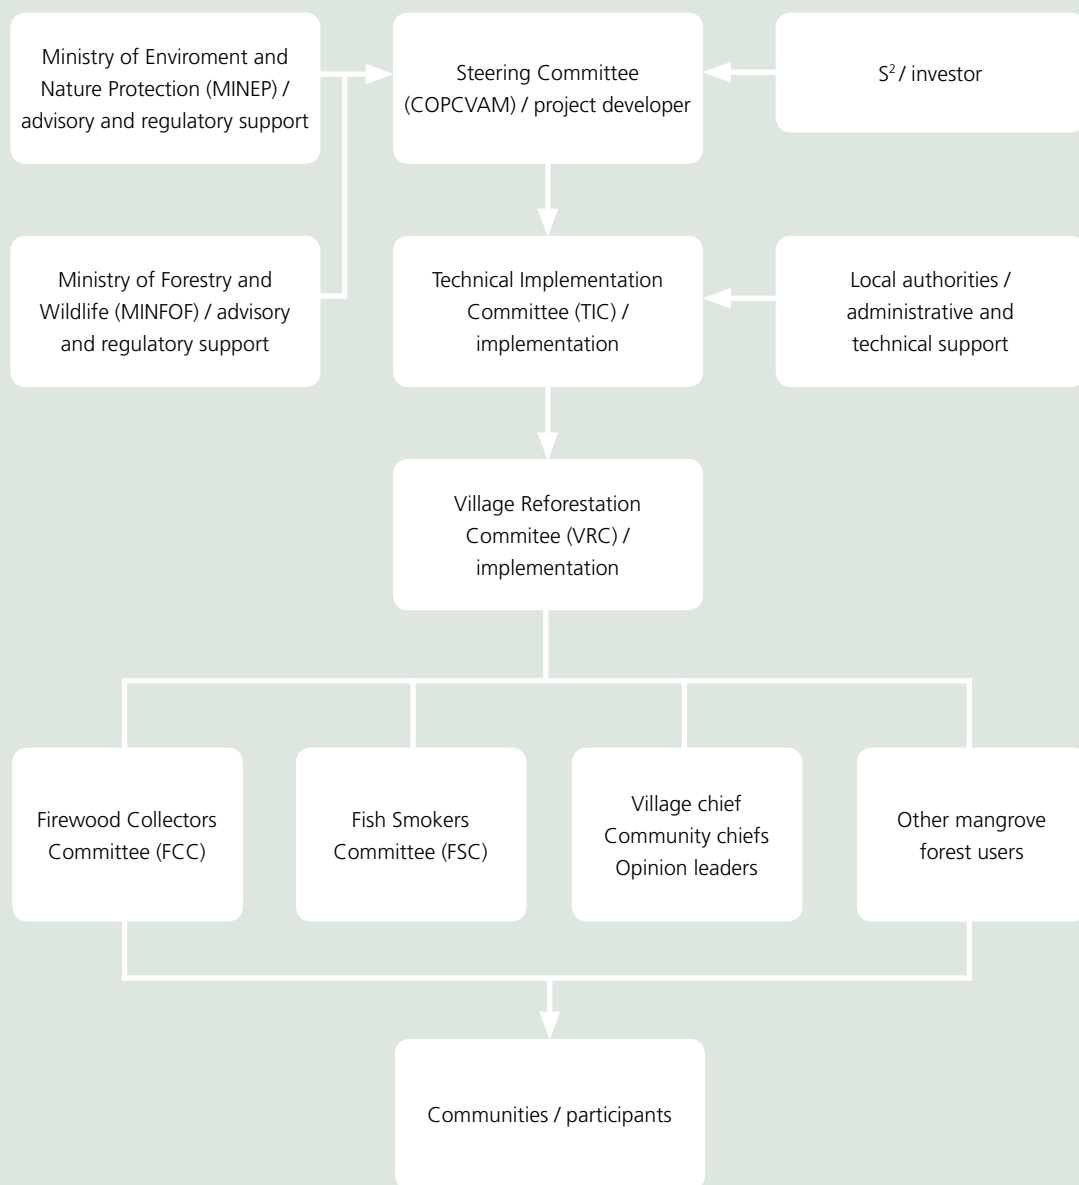 Ministry of Enviroment and
Nature Protection (MINEP) /
advisory and regulatory support
Steering Committee
(COPCVAM) / project developer
S² / investor
Ministry of Forestry and
Wildlife (MINFOF) / advisory
and regulatory support
Technical Implementation
Committee (TIC) /
implementation
Local authorities /
administrative and
technical support
Village Reforestation
Commitee (VRC) /
implementation
Firewood Collectors
Committee (FCC)
Fish Smokers
Committee (FSC)
Village chief
Community chiefs
Opinion leaders
Other mangrove
forest users
Communities / participants